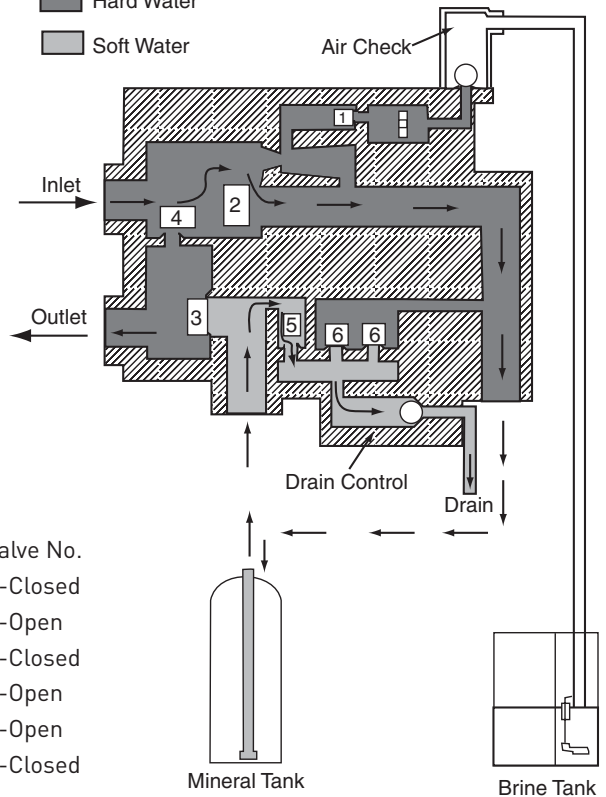 Hard Water
Soft Water
Air Check
1
Inlet
2
4
Outlet
3
5
6
6
Drain Control
Drain
alve No.
-Closed
-Open
-Closed
-Open
-Open
-Closed
Mineral Tank
Brine Tank